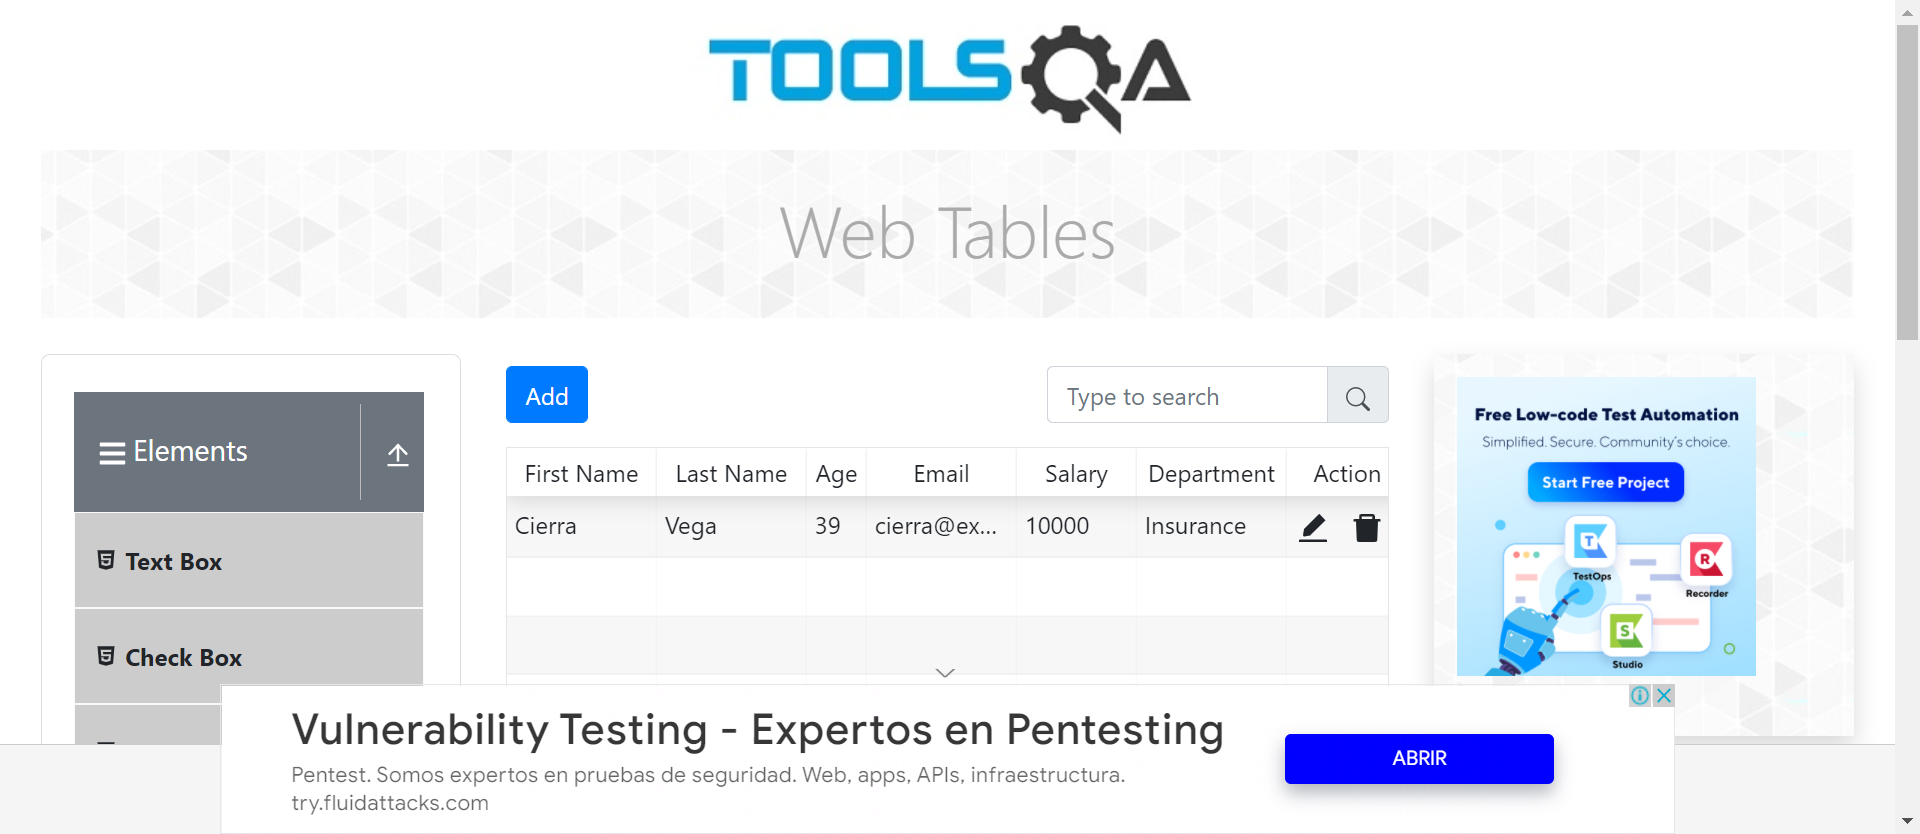 TOOLSQA
Web Tables
Elements
Text Box
Check Box
Add
Type to search
First Name Last Name Age Email Salary Department Action
Cierra Vega 39 cierra@ex... 10000 Insurance
Free Low-code Test Automation
Simplified. Secure. Community's choice.
Start Free Project
TestOps
Recorder
Studio
Vulnerability Testing - Expertos en Pentesting
Pentest. Somos expertos en pruebas de seguridad. Web, apps, APIs, infraestructura.
try.fluidattacks.com
ABRIR